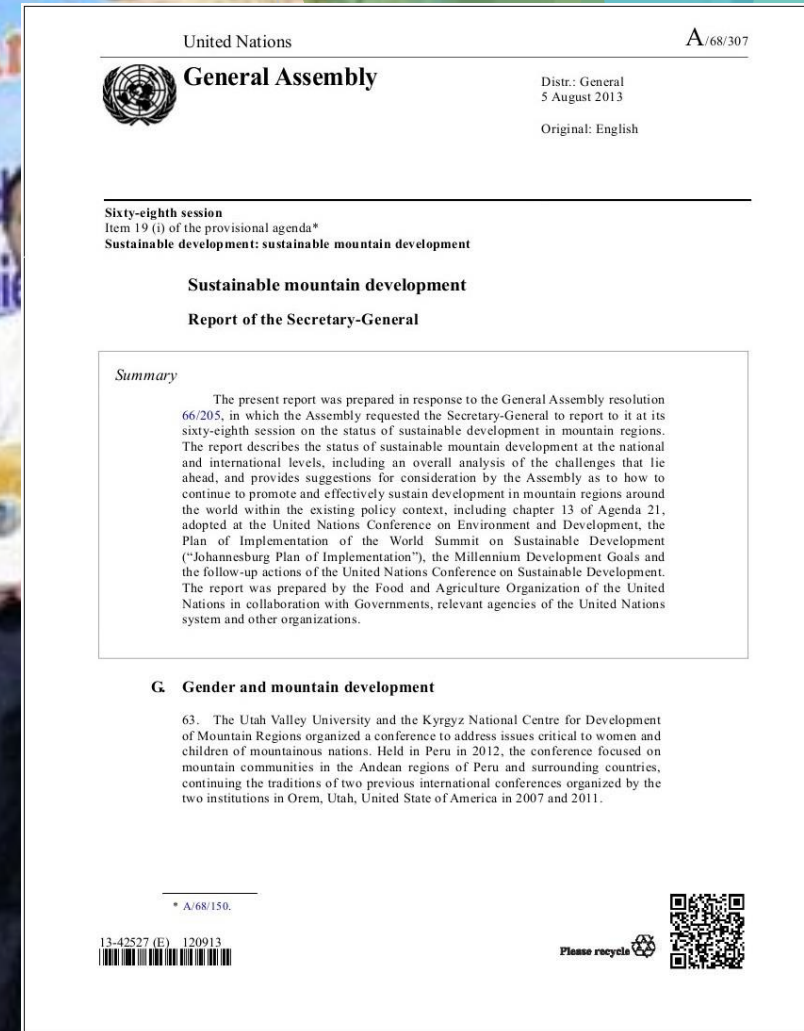 United Nations
A/68/307
General Assembly
Distr.: General
5 August 2013
Original: English
Sixty-eighth session
Item 19 (i) of the provisional agenda*
Sustainable development: sustainable mountain development
Sustainable mountain development
Report of the Secretary-General
Summary
The present report was prepared in response to the General Assembly resolution
66/205, in which the Assembly requested the Secretary-General to report to it at its
sixty-eighth session on the status of sustainable development in mountain regions.
The report describes the status of sustainable mountain development at the national
and international levels, including an overall analysis of the challenges that lie
ahead, and provides suggestions for consideration by the Assembly as to how to
continue to promote and effectively sustain development in mountain regions around
the world within the existing policy context, including chapter 13 of Agenda 21,
adopted at the United Nations Conference on Environment and Development, the
Plan of Implementation of the World Summit on Sustainable Development
(“Johannesburg Plan of Implementation”), the Millennium Development Goals and
the follow-up actions of the United Nations Conference on Sustainable Development.
The report was prepared by the Food and Agriculture Organization of the United
Nations in collaboration with Governments, relevant agencies of the United Nations
system and other organizations.
G. Gender and mountain development
63. The Utah Valley University and the Kyrgyz National Centre for Development
of Mountain Regions organized a conference to address issues critical to women and
children of mountainous nations. Held in Peru in 2012, the conference focused on
mountain communities in the Andean regions of Peru and surrounding countries,
continuing the traditions of two previous international conferences organized by the
two institutions in Orem, Utah, United State of America in 2007 and 2011.
* A/68/150.
13-42527 (E) 120913
Please recycle